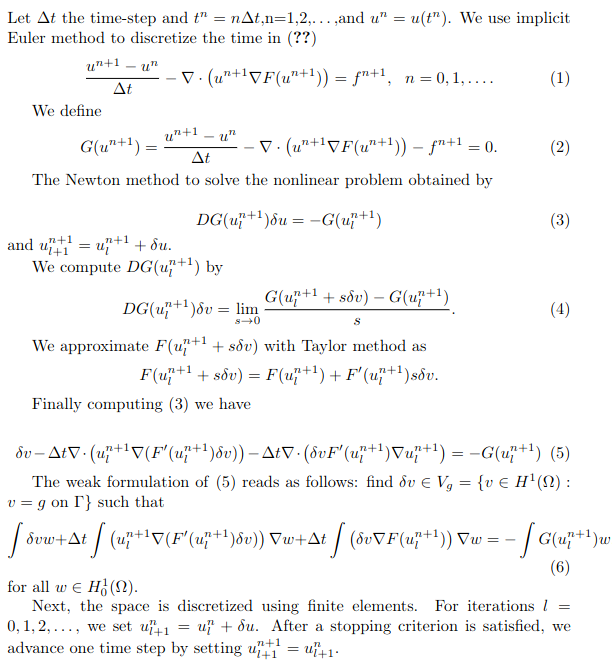 Let Δt the time-step and tⁿ = nΔt,n=1,2,...,and uⁿ = u(tⁿ). We use implicit
Euler method to discretize the time in (??)
\frac{u^{n+1} − u^n}{Δt} − ∇ · (u^{n+1}∇F(u^{n+1})) = f^{n+1}, n = 0, 1, .... (1)
We define
G(u^{n+1}) = \frac{u^{n+1} − u^n}{Δt} − ∇ · (u^{n+1}∇F(u^{n+1})) − f^{n+1} = 0. (2)
The Newton method to solve the nonlinear problem obtained by
DG(u_l^{n+1})δu = −G(u_l^{n+1}) (3)
and u_{l+1}^{n+1} = u_l^{n+1} + δu.
We compute DG(u_l^{n+1}) by
DG(u_l^{n+1})δv = \lim_{s→0} \frac{G(u_l^{n+1} + sδv) − G(u_l^{n+1})}{s}. (4)
We approximate F(u_l^{n+1} + sδv) with Taylor method as
F(u_l^{n+1} + sδv) = F(u_l^{n+1}) + F′(u_l^{n+1})sδv.
Finally computing (3) we have
δv − Δt∇·(u_l^{n+1}∇(F′(u_l^{n+1})δv)) − Δt∇·(δvF′(u_l^{n+1})∇u_l^{n+1}) = −G(u_l^{n+1}) (5)
The weak formulation of (5) reads as follows: find δv ∈ V_g = {v ∈ H¹(Ω) :
v = g on Γ} such that
∫ δvw+Δt ∫ (u_l^{n+1}∇(F′(u_l^{n+1})δv)) ∇w+Δt ∫ (δv∇F(u_l^{n+1})) ∇w = − ∫ G(u_l^{n+1})w
(6)
for all w ∈ H_0^1(Ω).
Next, the space is discretized using finite elements. For iterations l =
0, 1, 2, ..., we set u_{l+1}^n = u_l^n + δu. After a stopping criterion is satisfied, we
advance one time step by setting u_{l+1}^{n+1} = u_{l+1}^n.